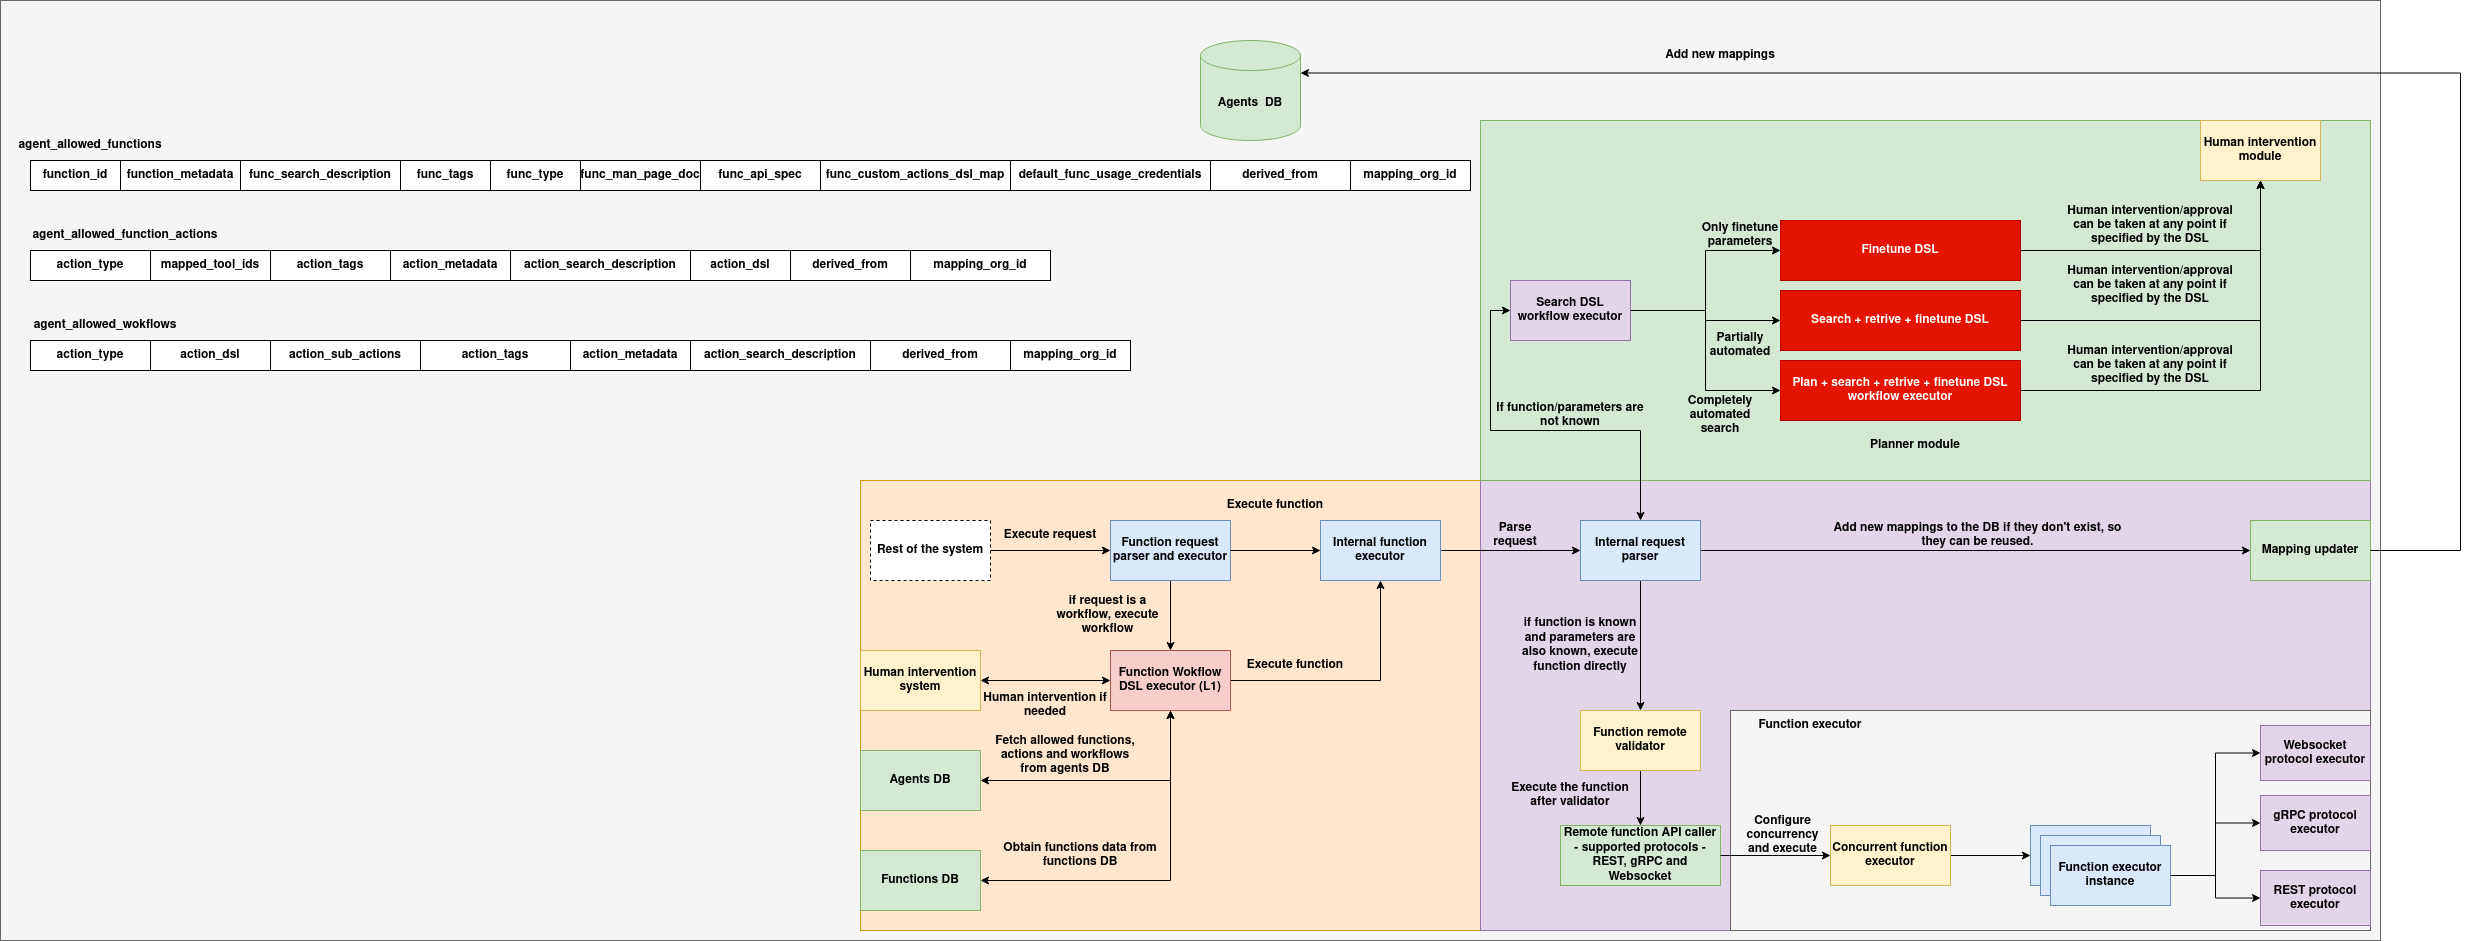 Add new mappings
Agents DB
agent_allowed_functions
function_id
function_metadata
func_search_description
func_tags
func_type
func_man_page_doc
func_api_spec
func_custom_actions_dsl_map
default_func_usage_credentials
derived_from
mapping_org_id
agent_allowed_function_actions
action_type
mapped_tool_ids
action_tags
action_metadata
action_search_description
action_dsl
derived_from
mapping_org_id
agent_allowed_wokflows
action_type
action_dsl
action_sub_actions
action_tags
action_metadata
action_search_description
derived_from
mapping_org_id
Human intervention
module
Only finetune
parameters
Finetune DSL
Human intervention/approval
can be taken at any point if
specified by the DSL
Search DSL
workflow executor
Partially
automated
Search + retrive + finetune DSL
Human intervention/approval
can be taken at any point if
specified by the DSL
Completely
automated
search
Plan + search + retrive + finetune DSL
workflow executor
Human intervention/approval
can be taken at any point if
specified by the DSL
If function/parameters are
not known
Planner module
Execute function
Rest of the system
Execute request
Function request
parser and executor
Internal function
executor
Parse
request
Internal request
parser
Add new mappings to the DB if they don't exist, so
they can be reused.
Mapping updater
if request is a
workflow, execute
workflow
Human intervention
system
Human intervention if
needed
Function Wokflow
DSL executor (L1)
Execute function
Fetch allowed functions,
actions and workflows
from agents DB
Agents DB
Obtain functions data from
functions DB
Functions DB
if function is known
and parameters are
also known, execute
function directly
Function remote
validator
Execute the function
after validator
Remote function API caller
- supported protocols -
REST, gRPC and
Websocket
Function executor
Configure
concurrency
and execute
Concurrent function
executor
Function executor
instance
Websocket
protocol executor
gRPC protocol
executor
REST protocol
executor